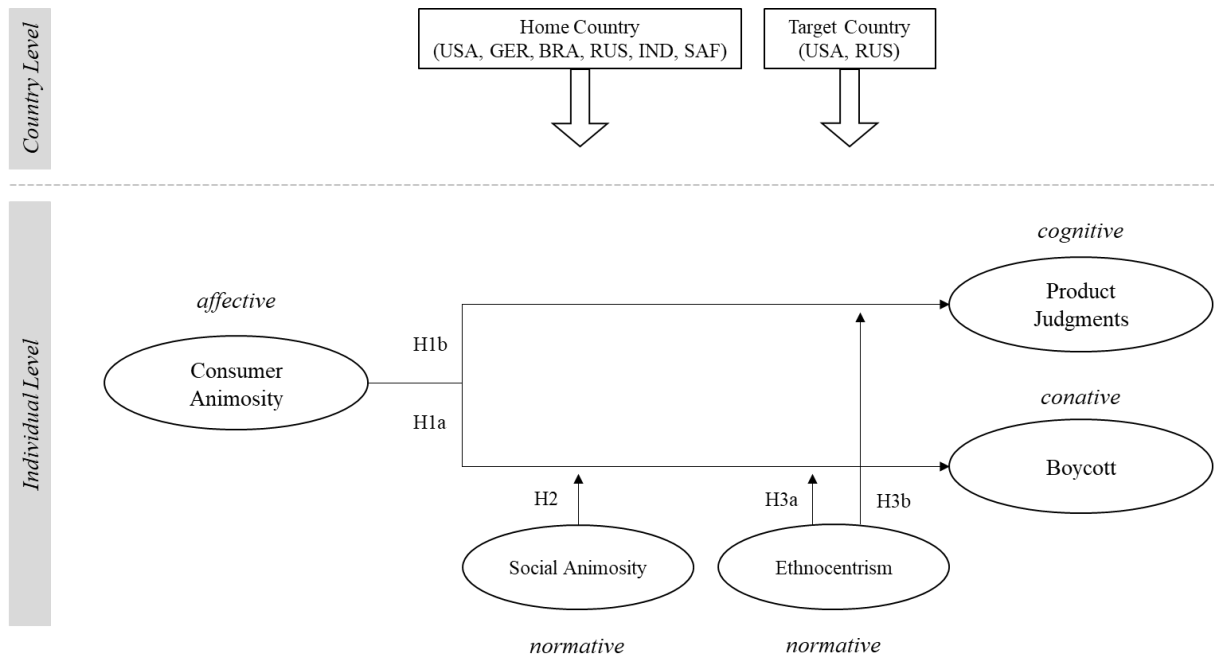 Country Level
Home Country
(USA, GER, BRA, RUS, IND, SAF)
Target Country
(USA, RUS)
Individual Level
cognitive
Product
Judgments
affective
Consumer
Animosity
H1b
H1a
conative
Boycott
H2
H3a
H3b
Social Animosity
Ethnocentrism
normative
normative